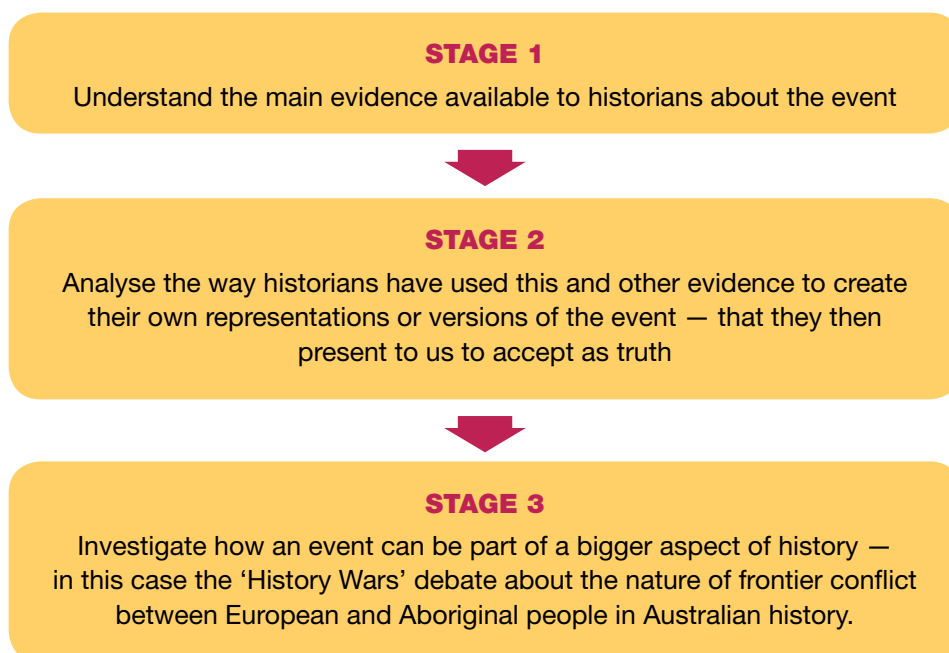 STAGE 1
Understand the main evidence available to historians about the event
STAGE 2
Analyse the way historians have used this and other evidence to create
their own representations or versions of the event — that they then
present to us to accept as truth
STAGE 3
Investigate how an event can be part of a bigger aspect of history —
in this case the ‘History Wars’ debate about the nature of frontier conflict
between European and Aboriginal people in Australian history.